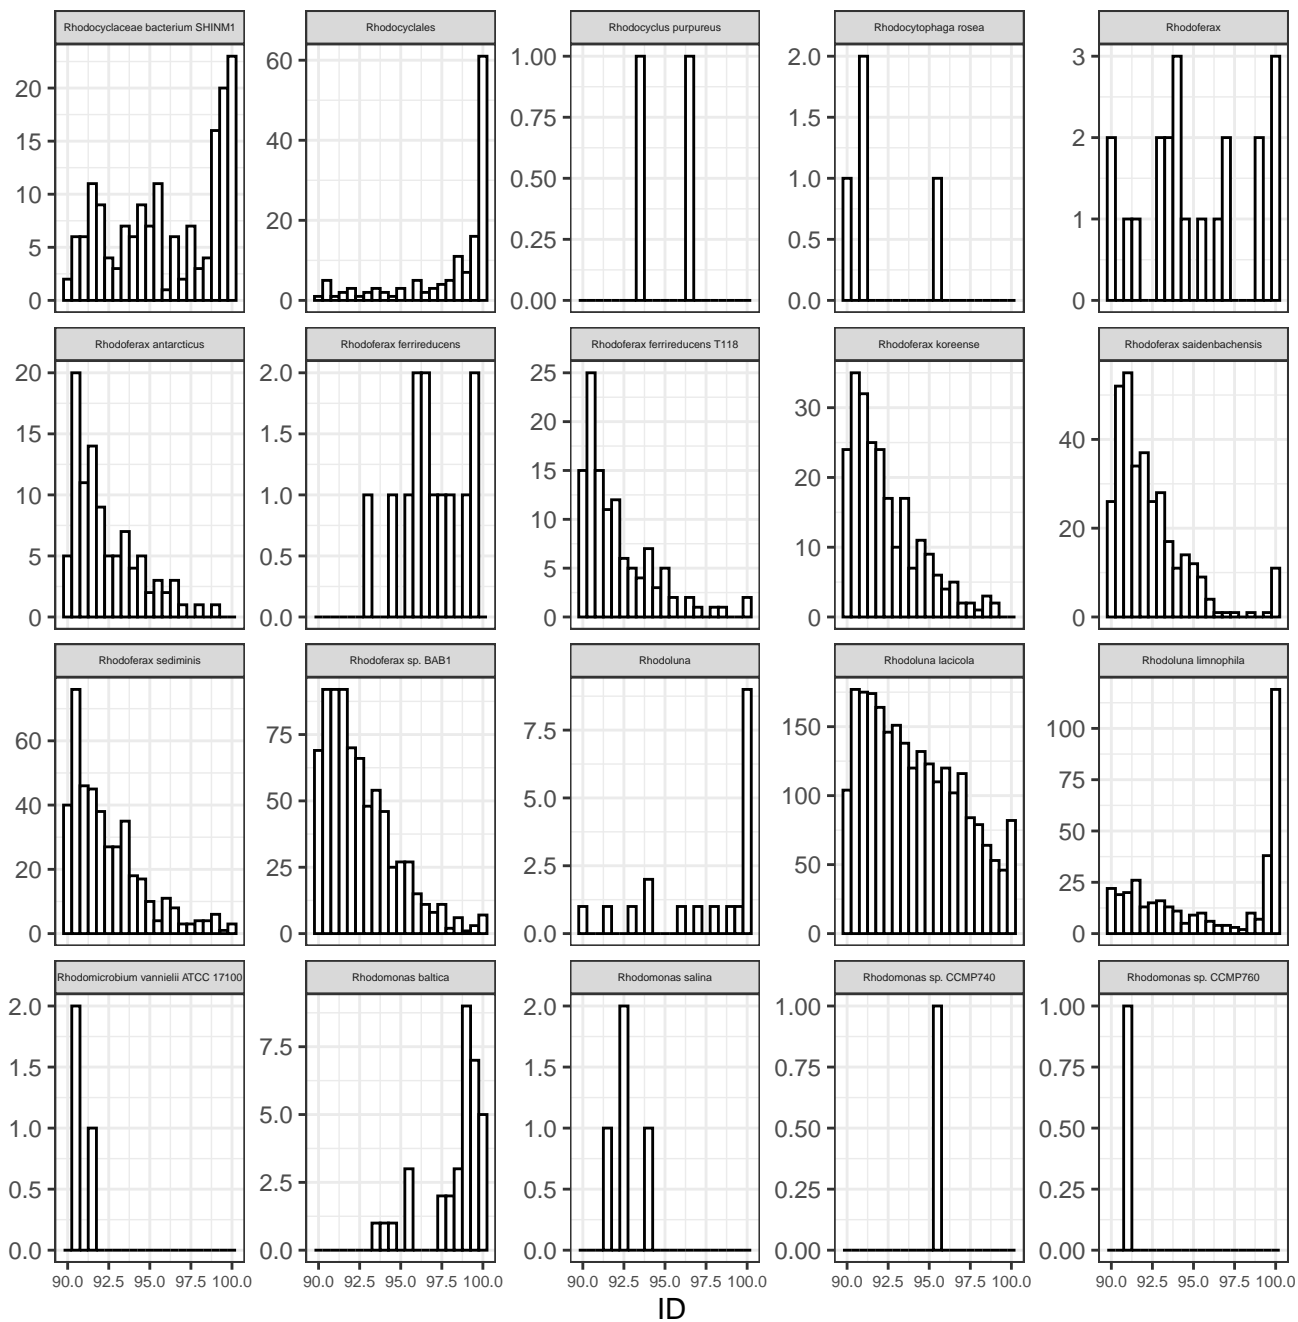 Rhodocyclaceae bacterium SHINM1 Rhodocyclales Rhodocyclus purpureus Rhodocytophaga rosea Rhodoferax
20 15 10 5 0
60 40 20 0
1.00 0.75 0.50 0.25 0.00
2.0 1.5 1.0 0.5 0.0
3 2 1 0
Rhodoferax antarcticus Rhodoferax ferrireducens Rhodoferax ferrireducens T118 Rhodoferax koreense Rhodoferax saidenbachensis
20 15 10 5 0
2.0 1.5 1.0 0.5 0.0
25 20 15 10 5 0
30 20 10 0
40 20 0
Rhodoferax sediminis Rhodoferax sp. BAB1 Rhodoluna Rhodoluna lacicola Rhodoluna limnophila
60 40 20 0
75 50 25 0
7.5 5.0 2.5 0.0
150 100 50 0
100 75 50 25 0
Rhodomicrobium vannielii ATCC 17100 Rhodomonas baltica Rhodomonas salina Rhodomonas sp. CCMP740 Rhodomonas sp. CCMP760
2.0 1.5 1.0 0.5 0.0
7.5 5.0 2.5 0.0
2.0 1.5 1.0 0.5 0.0
1.00 0.75 0.50 0.25 0.00
1.00 0.75 0.50 0.25 0.00
90.0 92.5 95.0 97.5 100.0 90.0 92.5 95.0 97.5 100.0 90.0 92.5 95.0 97.5 100.0 90.0 92.5 95.0 97.5 100.0 90.0 92.5 95.0 97.5 100.0
ID